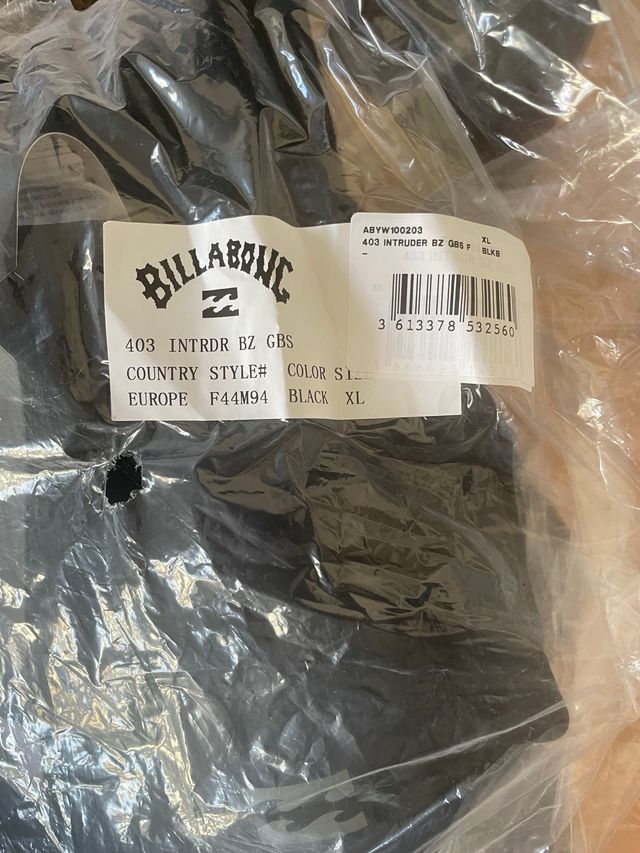 BILLABONG
403 INTRDR BZ GBS
COUNTRY STYLE# COLOR
EUROPE F44M94 BLACK XL
ABYW100203 XL
403 INTRUDER BZ GBS F BLKB
-
3 613378 532560